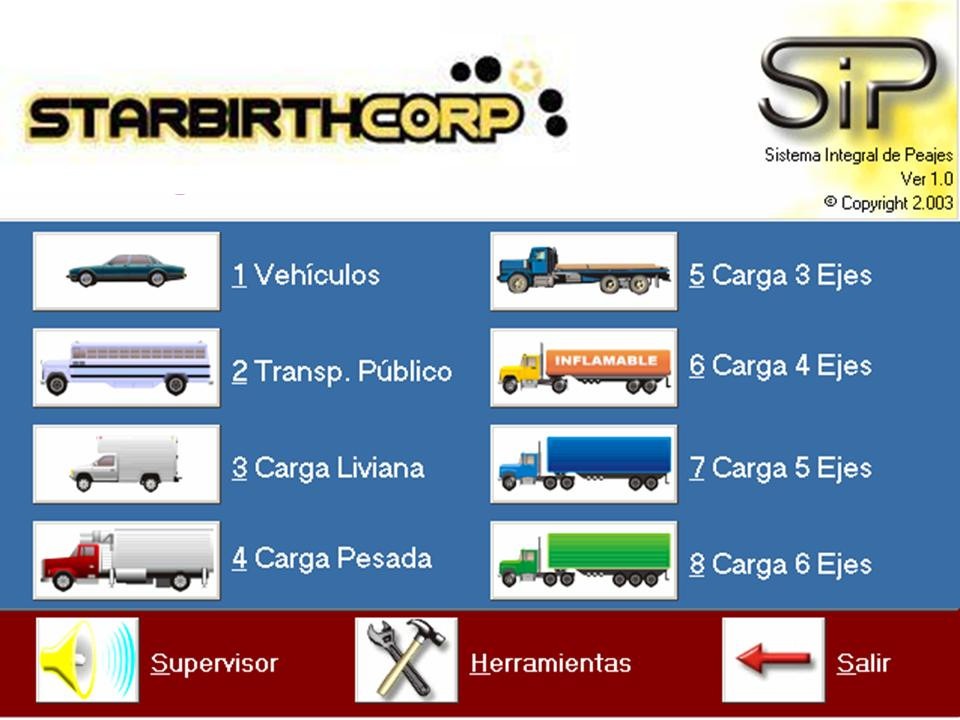 STARBIRTHCORP
SiP
Sistema Integral de Peajes
Ver 1.0
© Copyright 2.003
1 Vehículos
2 Transp. Público
3 Carga Liviana
4 Carga Pesada
5 Carga 3 Ejes
INFLAMABLE
6 Carga 4 Ejes
7 Carga 5 Ejes
8 Carga 6 Ejes
Supervisor
Herramientas
Salir